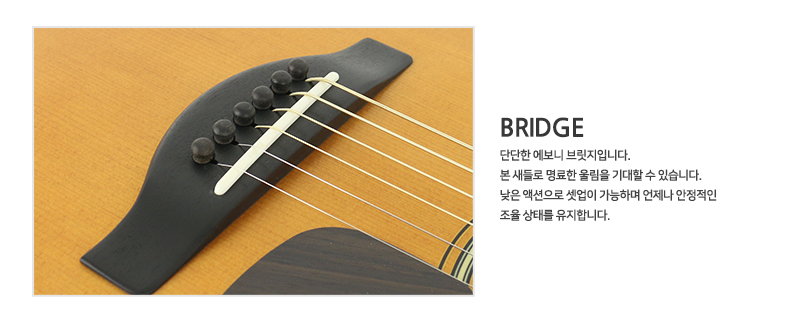 BRIDGE
단단한 에보니 브릿지입니다.
본 새들로 명료한 울림을 기대할 수 있습니다.
낮은 액션으로 셋업이 가능하며 언제나 안정적인
조율 상태를 유지합니다.